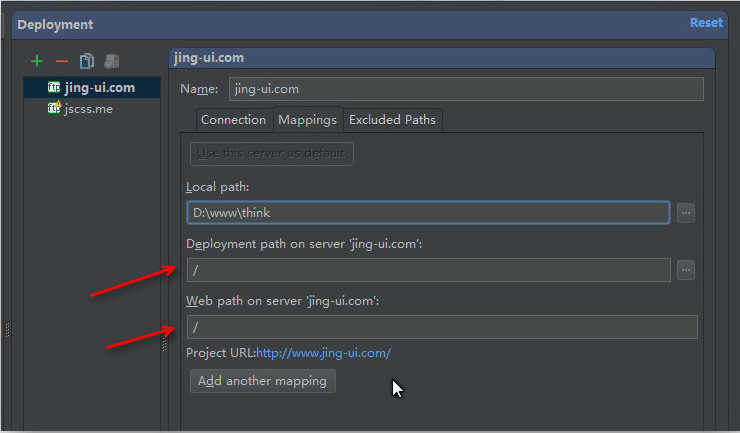 Deployment
Reset
jing-ui.com
jscss.me
jing-ui.com
Name: jing-ui.com
Connection Mappings Excluded Paths
Use this server as default
Local path:
D:\www\think
...
Deployment path on server 'jing-ui.com':
/
...
Web path on server 'jing-ui.com':
/
Project URL:http://www.jing-ui.com/
Add another mapping